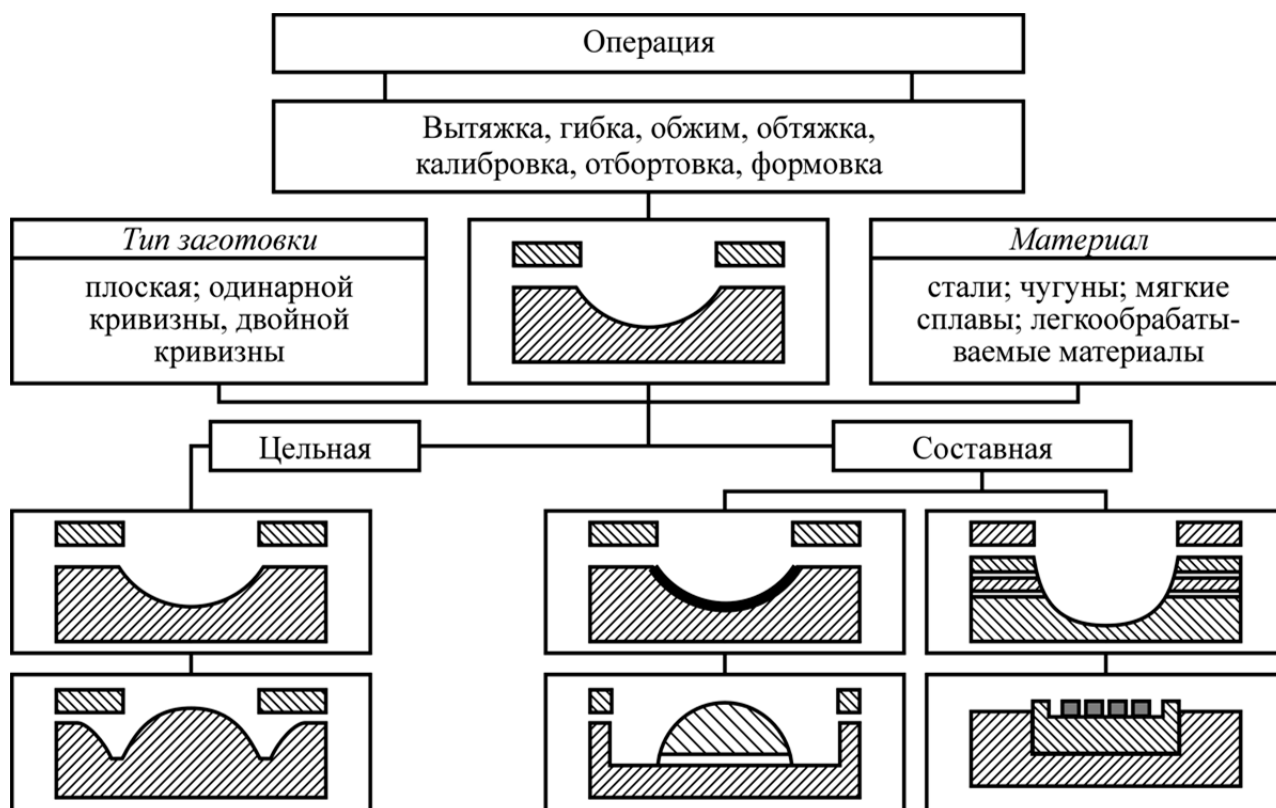 Операция
Вытяжка, гибка, обжим, обтяжка,
калибровка, отбортовка, формовка
Тип заготовки
плоская; одинарной
кривизны, двойной
кривизны
Материал
стали; чугуны; мягкие
сплавы; легкообрабаты-
ваемые материалы
Цельная
Составная